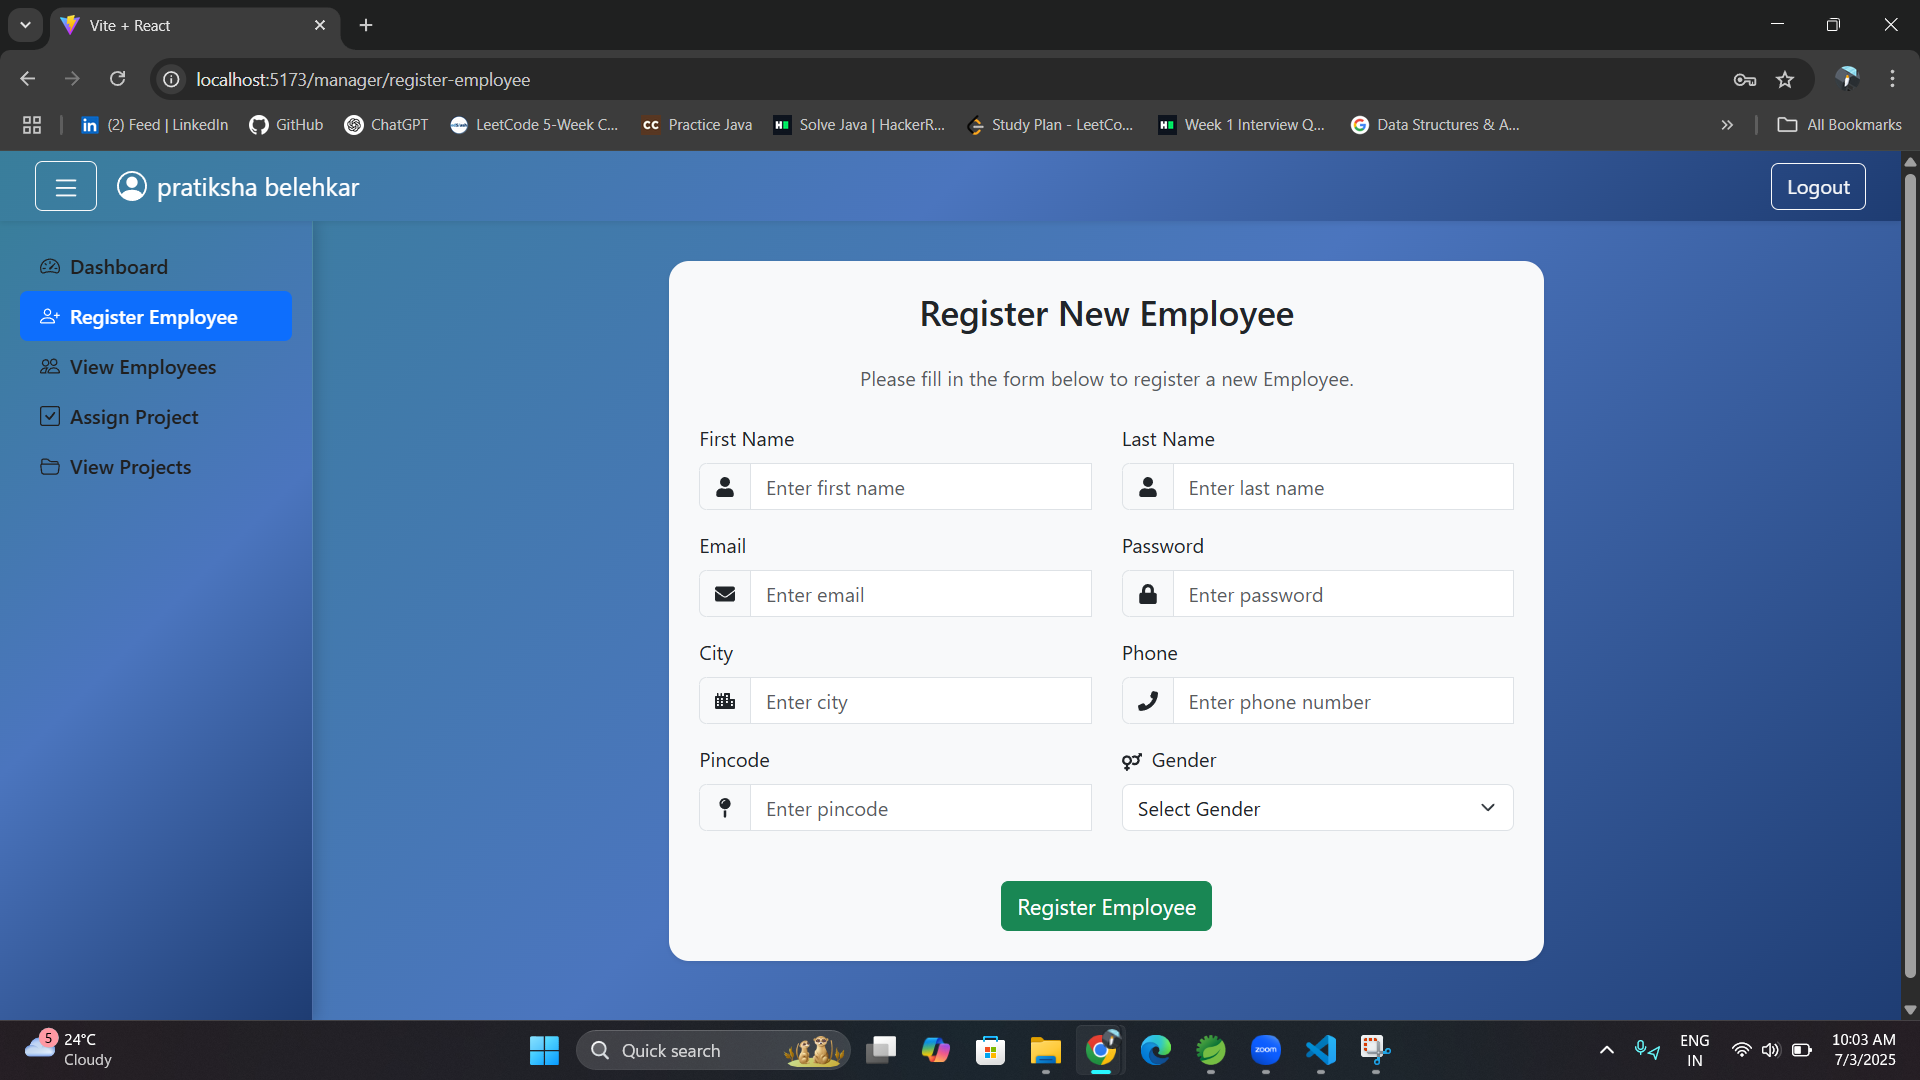 Vite + React
localhost:5173/manager/register-employee
(2) Feed | LinkedIn
GitHub
ChatGPT
LeetCode 5-Week C...
CC Practice Java
Solve Java | HackerR...
Study Plan - LeetCo...
Week 1 Interview Q...
Data Structures & A...
All Bookmarks
pratiksha belehkar
Logout
Dashboard
Register Employee
View Employees
Assign Project
View Projects
Register New Employee
Please fill in the form below to register a new Employee.
First Name
Last Name
Enter first name
Enter last name
Email
Password
Enter email
Enter password
City
Phone
Enter city
Enter phone number
Pincode
Gender
Enter pincode
Select Gender
Register Employee
5
24°C
Cloudy
Quick search
zoom
ENG
IN
10:03 AM
7/3/2025